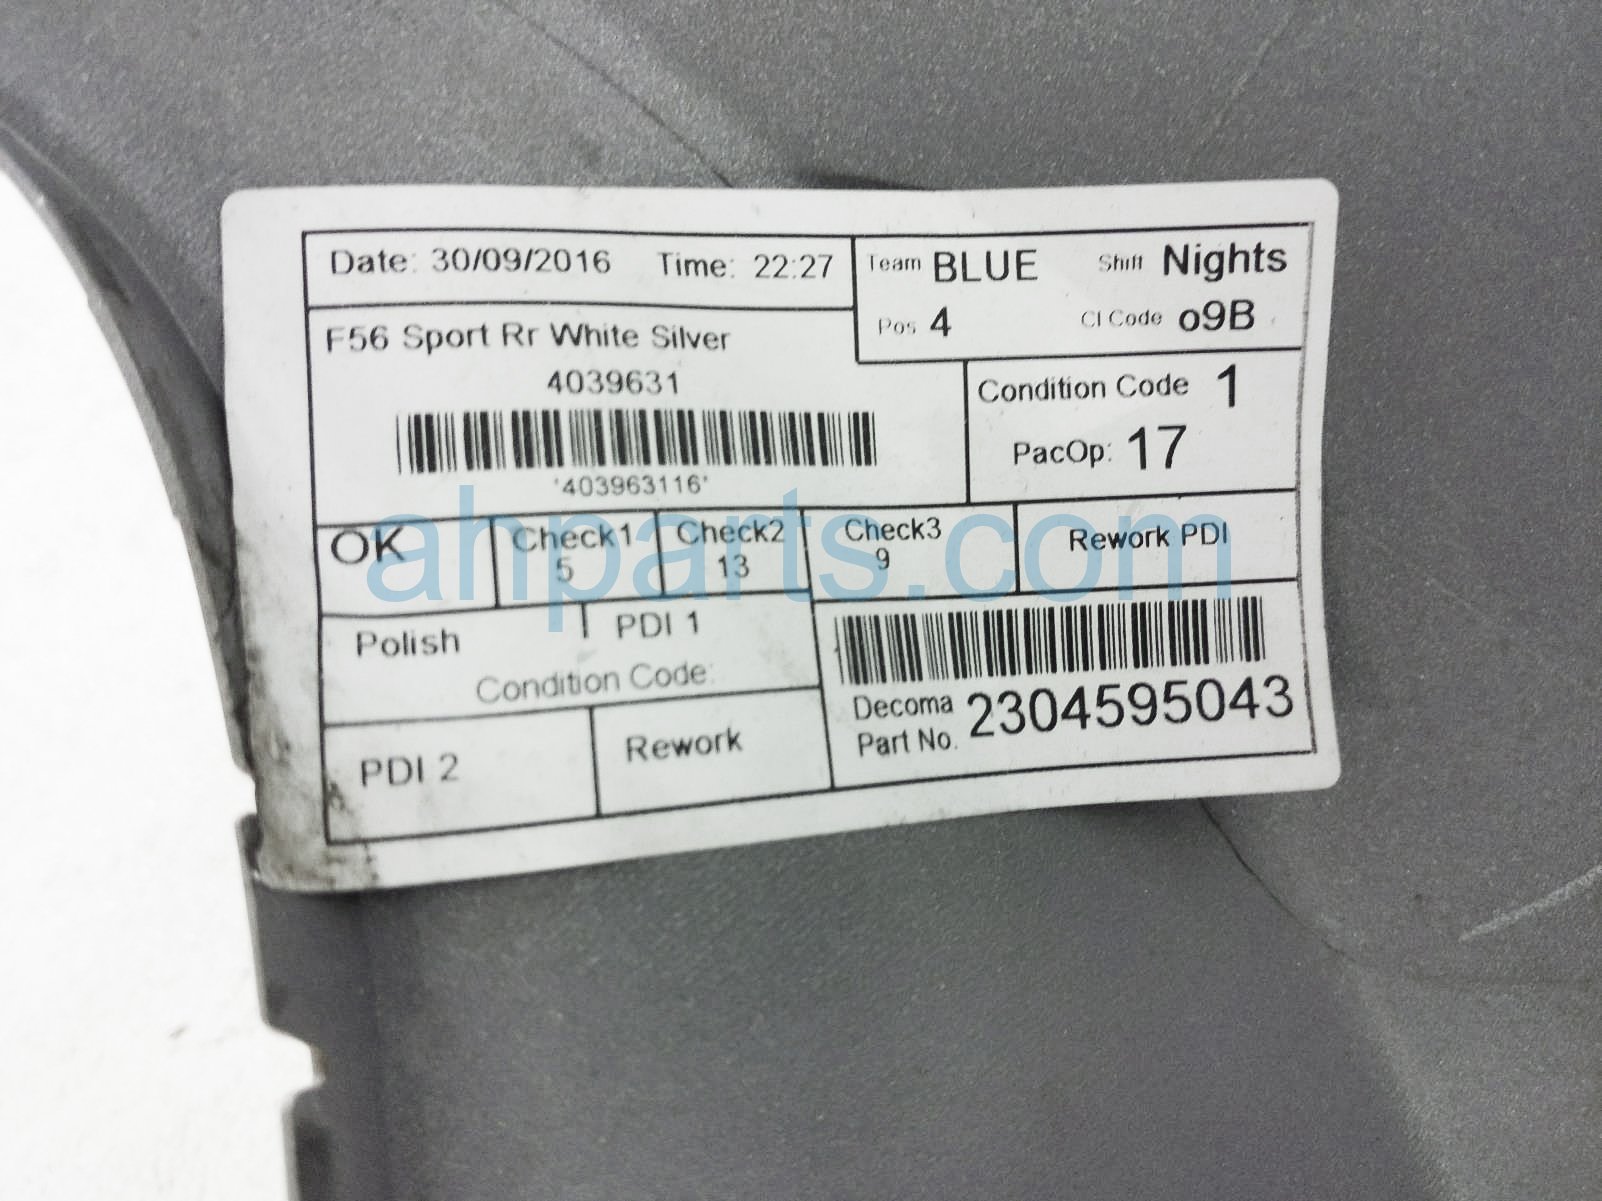 Date: 30/09/2016 Time: 22:27
Team BLUE Shift Nights
Pos 4 CI Code o9B
F56 Sport Rr White Silver
4039631
*403963116*
Condition Code 1
PacOp: 17
OK
Check1
5
Check2
13
Check3
9
Rework PDI
Polish
PDI 1
Condition Code:
PDI 2
Rework
Decoma
Part No. 2304595043
ahparts.com